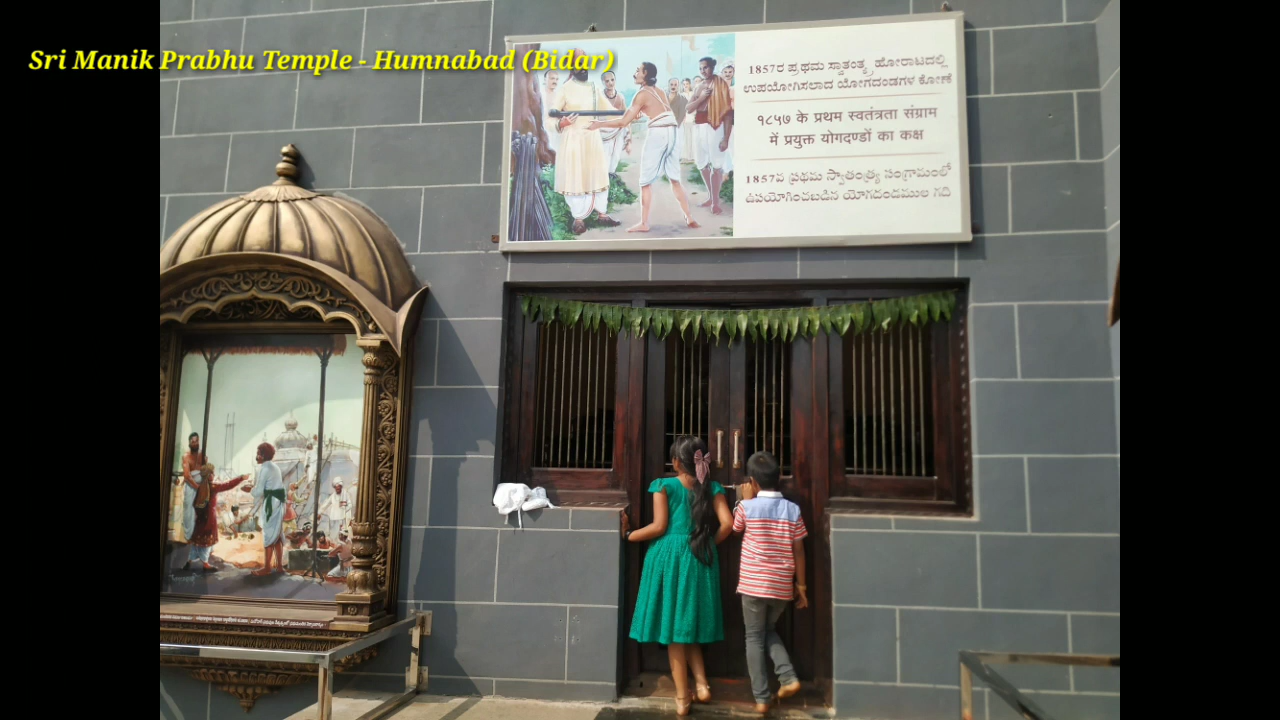 Sri Manik Prabhu Temple - Humnabad (Bidar)
1857ರ ಪ್ರಥಮ ಸ್ವಾತಂತ್ರ್ಯ ಹೋರಾಟದಲ್ಲಿ
ಉಪಯೋಗಿಸಲಾದ ಯೋಗದಂಡಗಳ ಕೋಣೆ
१८५७ के प्रथम स्वतंत्रता संग्राम
में प्रयुक्त योगदण्डों का कक्ष
1857వ ప్రథమ స్వాతంత్ర్య సంగ్రామంలో
ఉపయోగించబడిన యోగదండముల గది